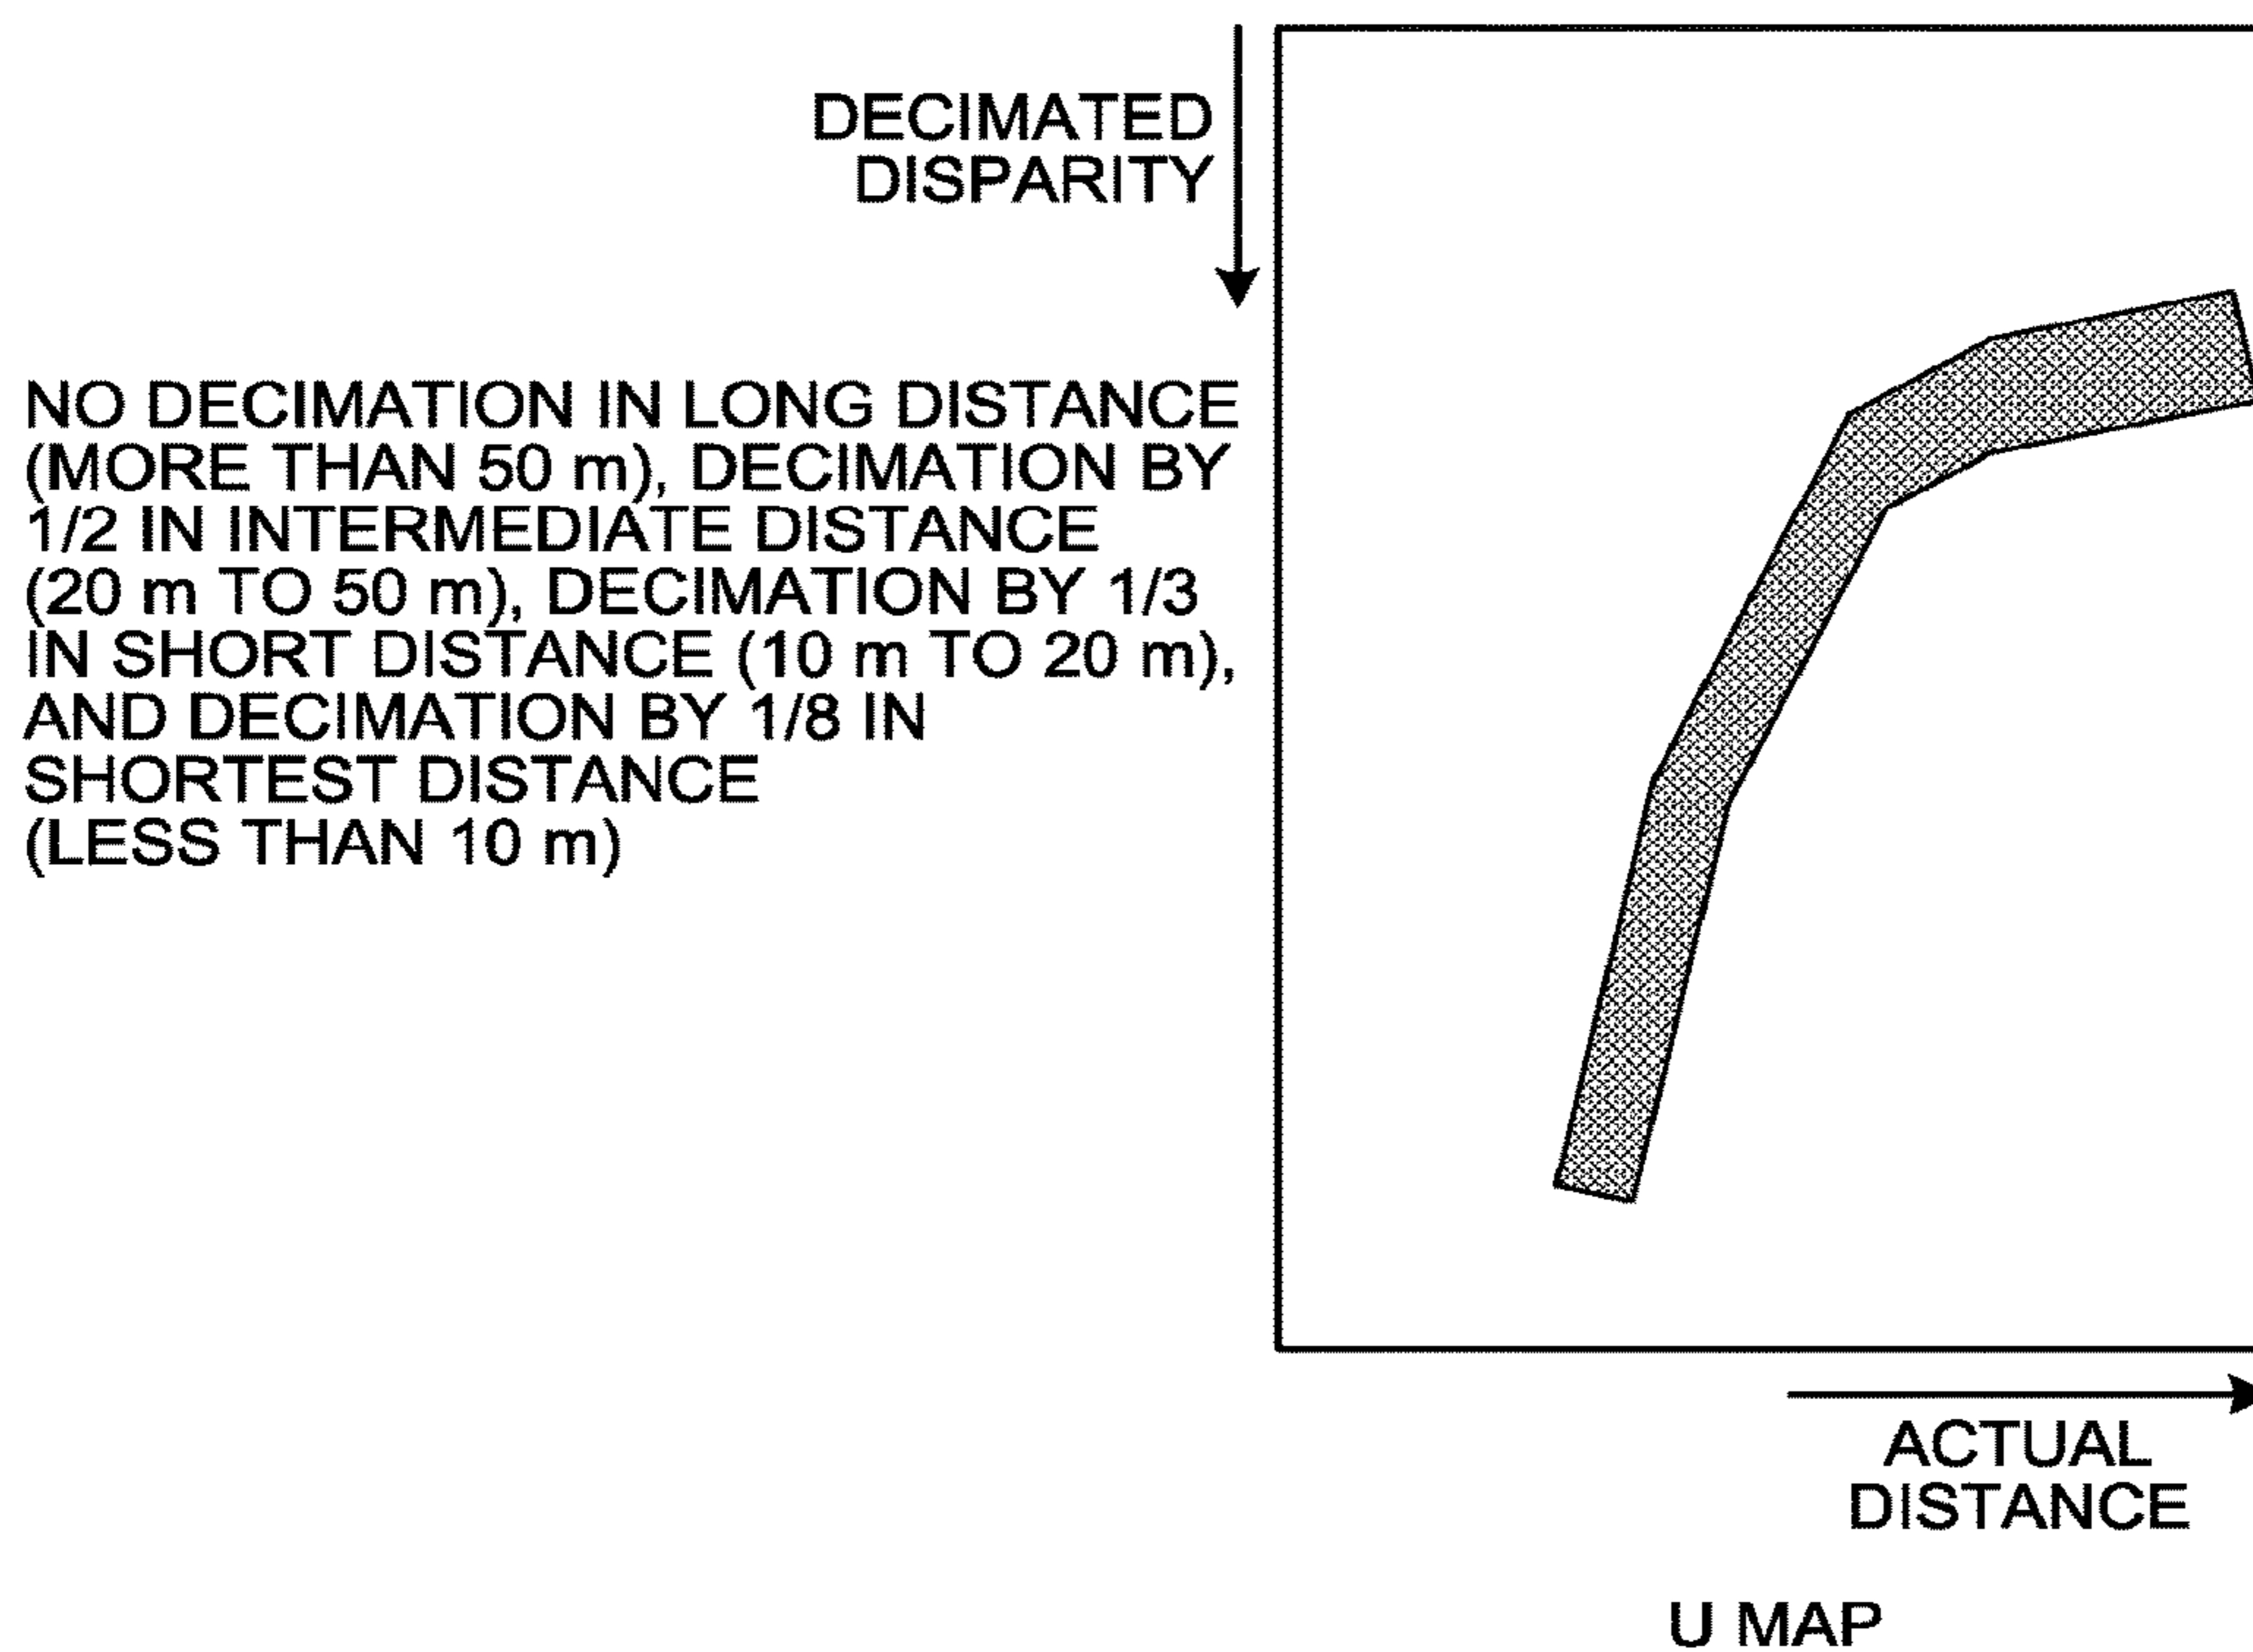 DECIMATED
DISPARITY
NO DECIMATION IN LONG DISTANCE
(MORE THAN 50 m), DECIMATION BY
1/2 IN INTERMEDIATE DISTANCE
(20 m TO 50 m), DECIMATION BY 1/3
IN SHORT DISTANCE (10 m TO 20 m),
AND DECIMATION BY 1/8 IN
SHORTEST DISTANCE
(LESS THAN 10 m)
ACTUAL
DISTANCE
U MAP